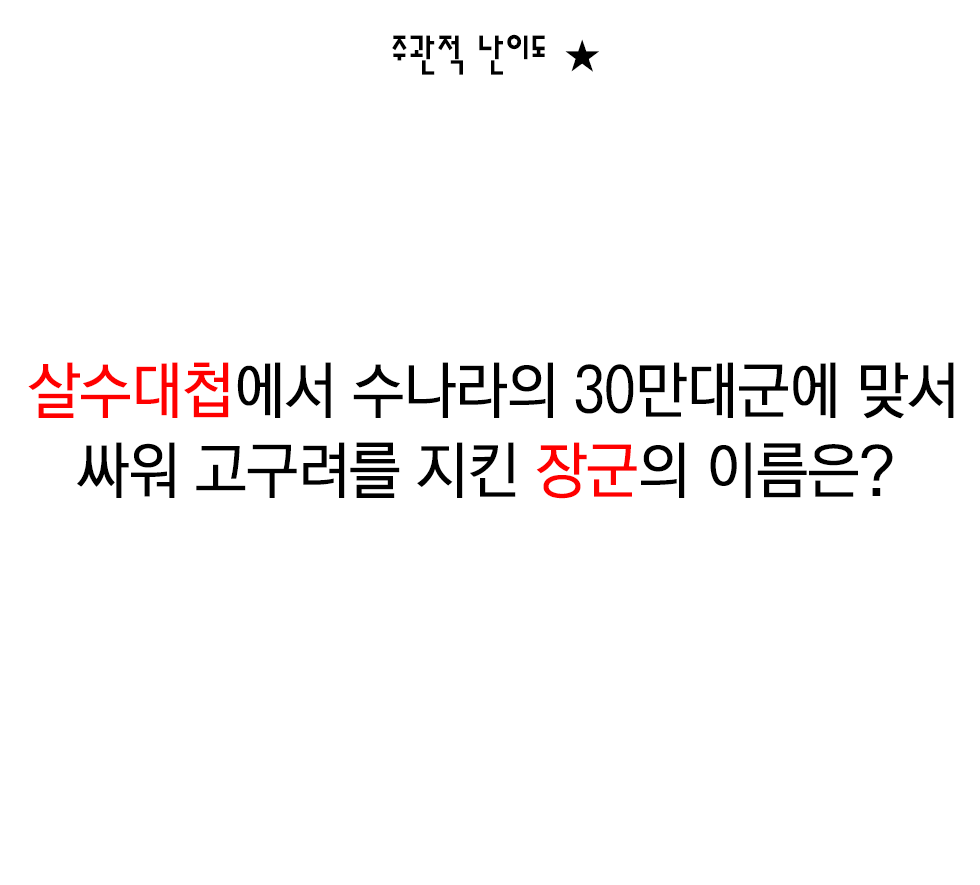 주관적 난이도 ★
살수대첩에서 수나라의 30만대군에 맞서
싸워 고구려를 지킨 장군의 이름은?